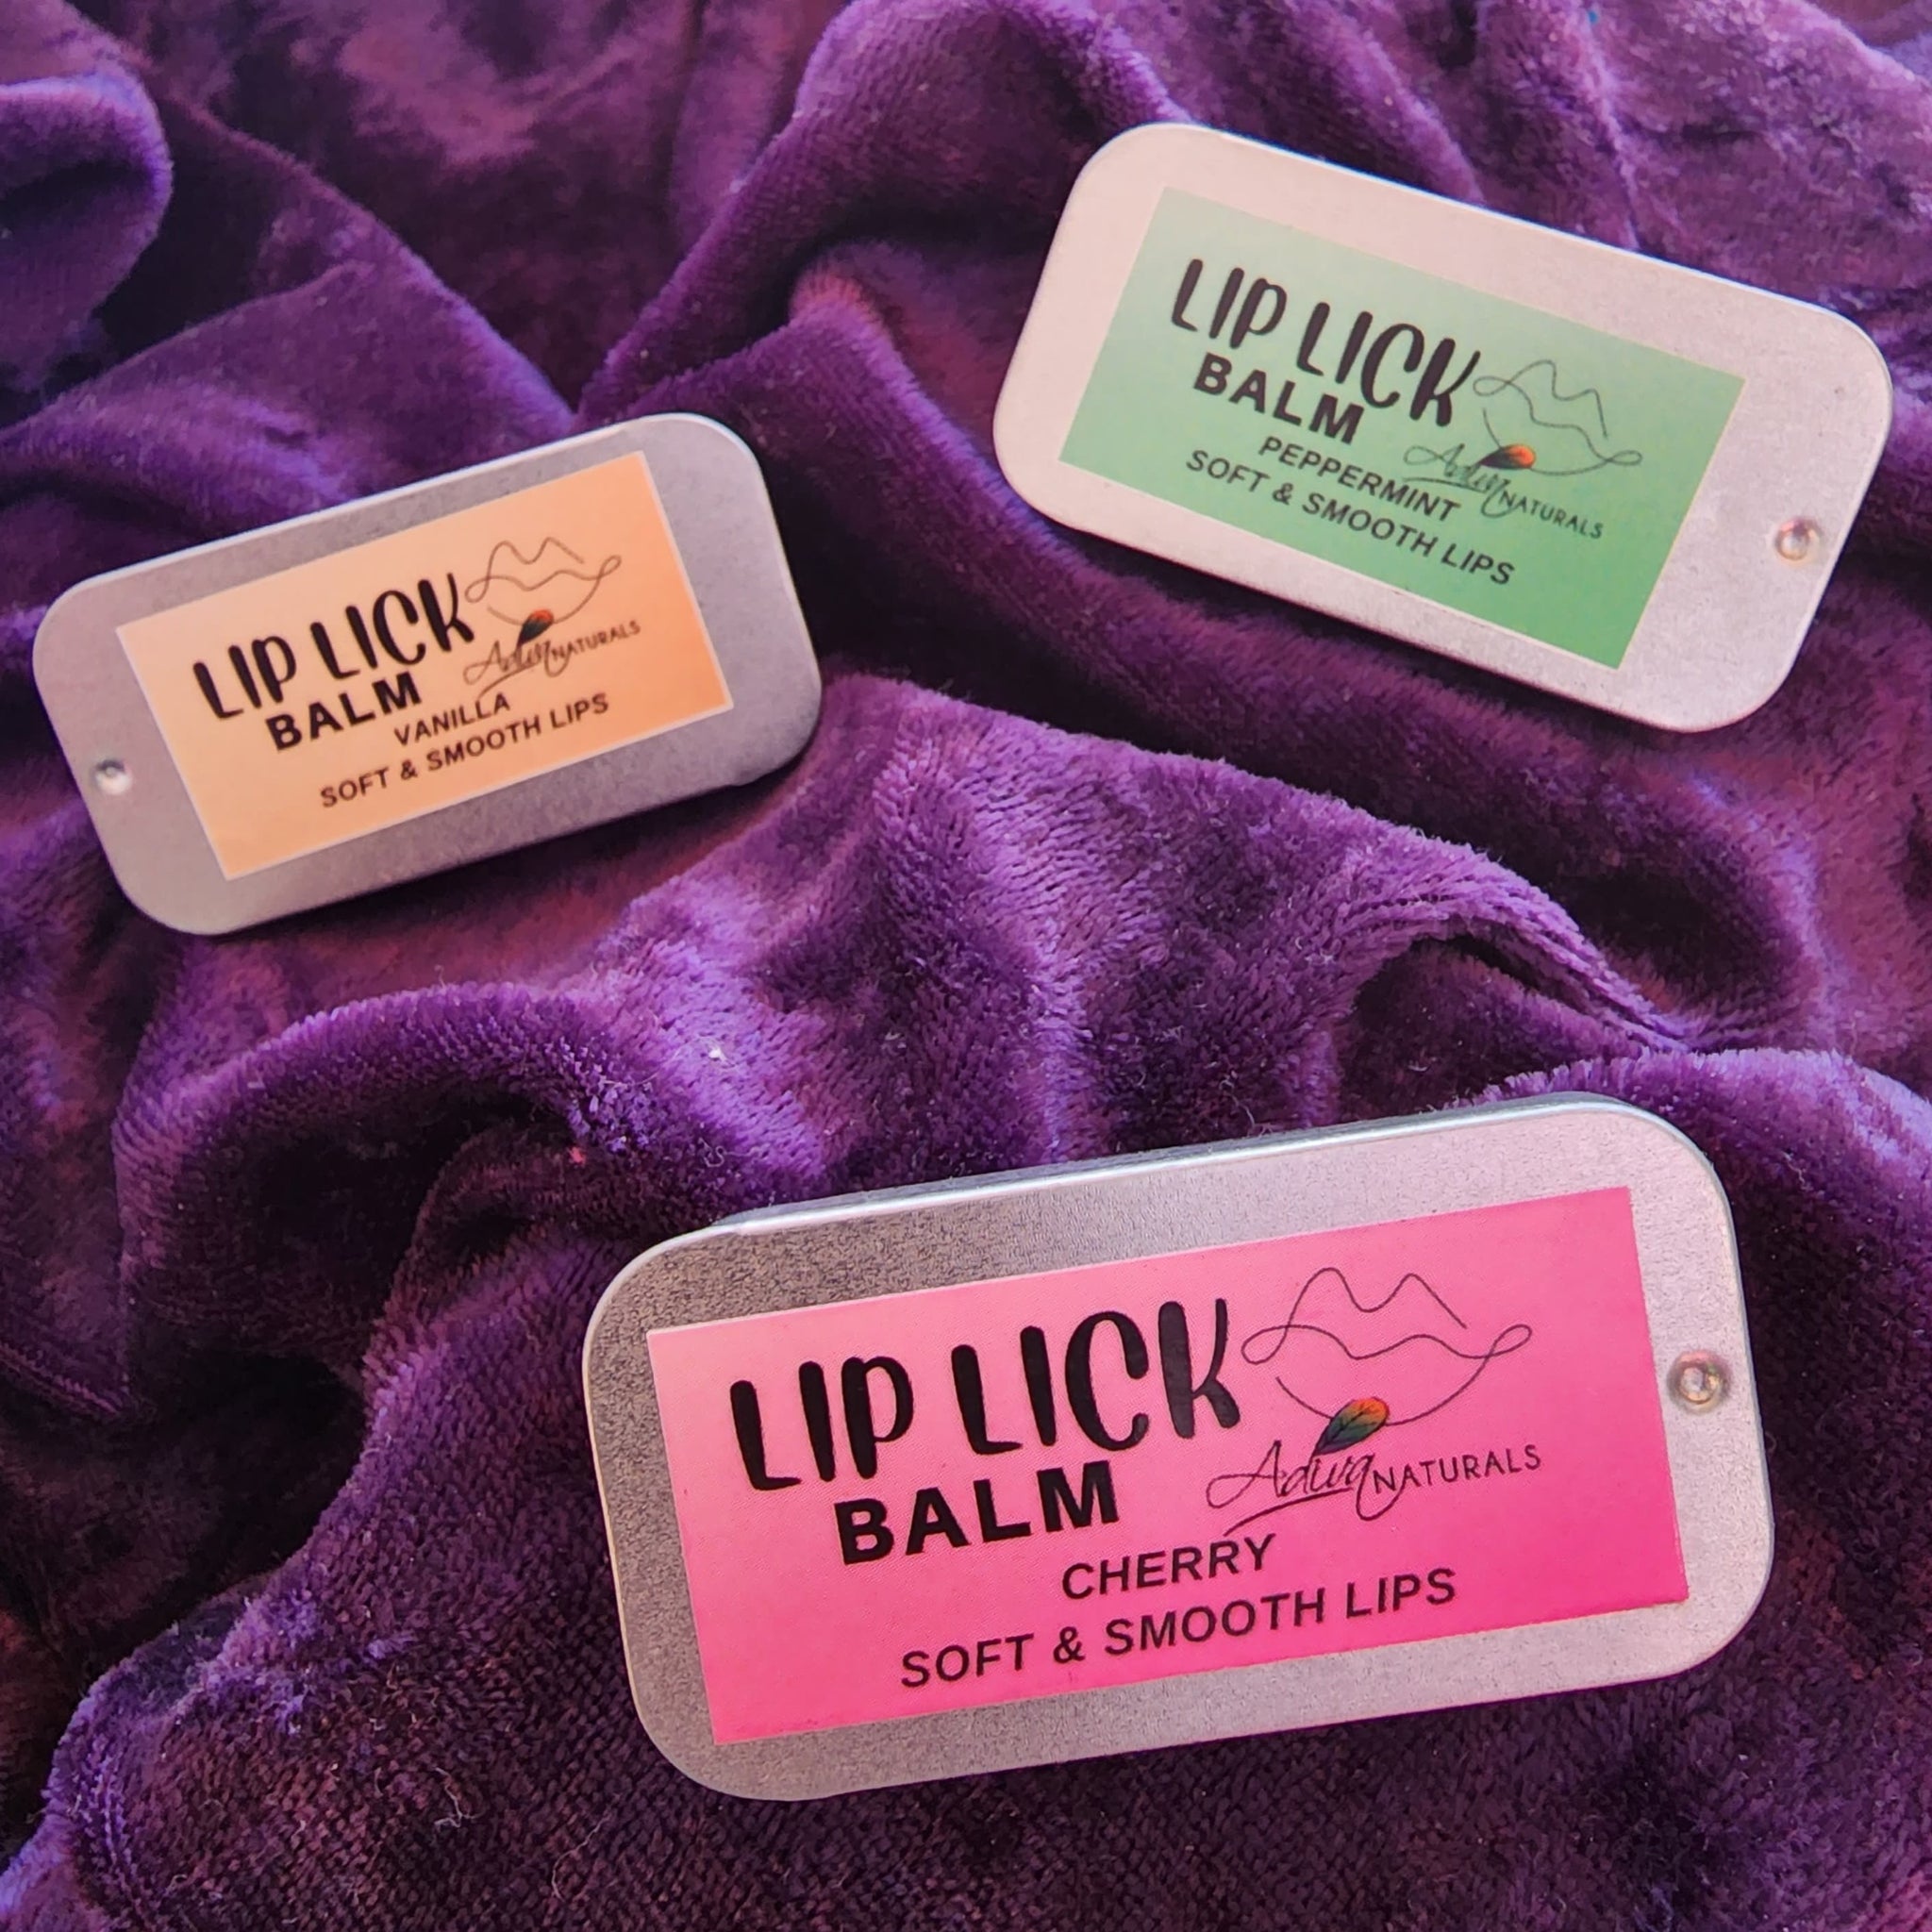 LIP LICK
BALM
Adwa NATURALS
VANILLA
SOFT & SMOOTH LIPS
LIP LICK
BALM
Adwa NATURALS
PEPPERMINT
SOFT & SMOOTH LIPS
LIP LICK
BALM
Adwa NATURALS
CHERRY
SOFT & SMOOTH LIPS